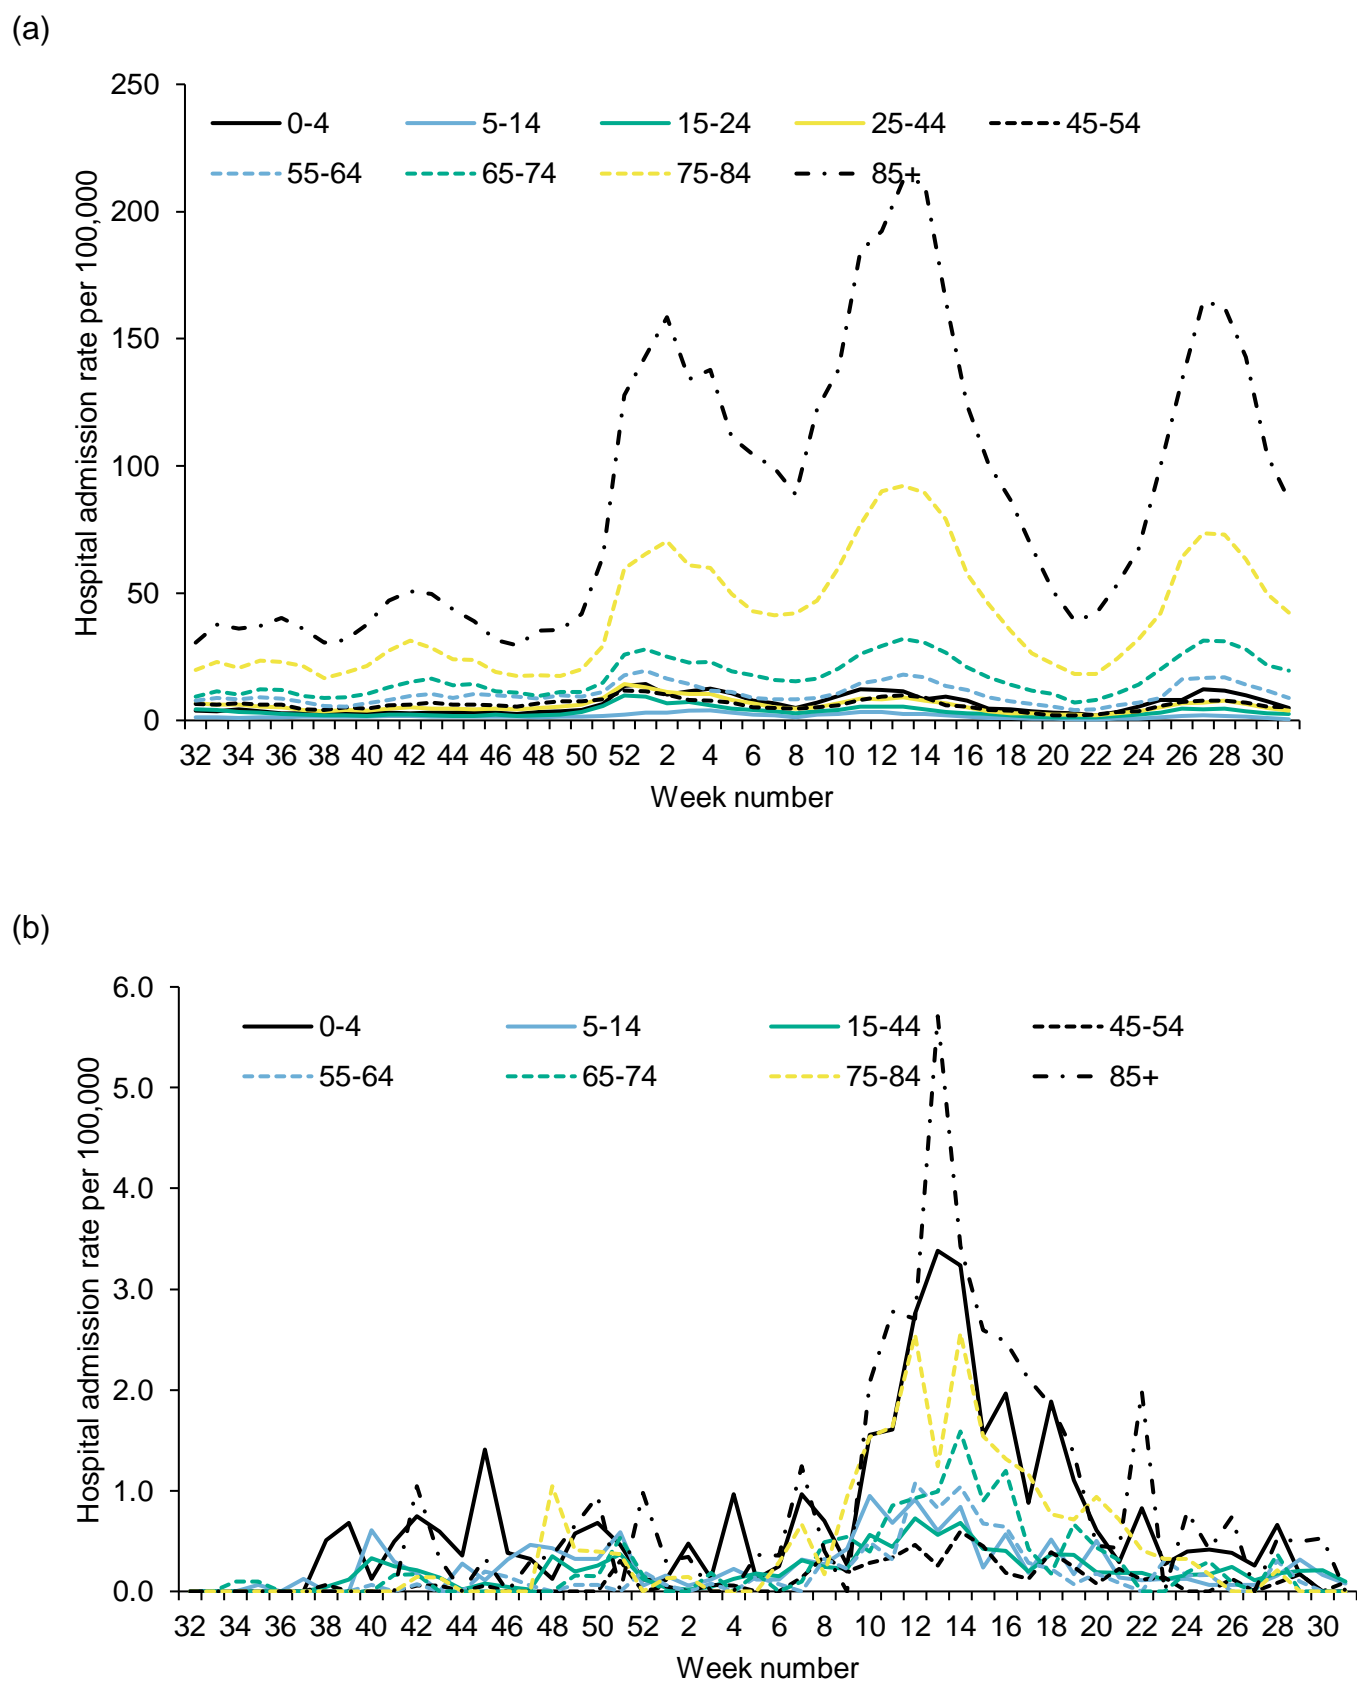 (a)
250
200
150
100
50
0
Hospital admission rate per 100,000
0-4 5-14 15-24 25-44 45-54
55-64 65-74 75-84 85+
32 34 36 38 40 42 44 46 48 50 52 2 4 6 8 10 12 14 16 18 20 22 24 26 28 30
Week number
(b)
6.0
5.0
4.0
3.0
2.0
1.0
0.0
Hospital admission rate per 100,000
0-4 5-14 15-44 45-54
55-64 65-74 75-84 85+
32 34 36 38 40 42 44 46 48 50 52 2 4 6 8 10 12 14 16 18 20 22 24 26 28 30
Week number